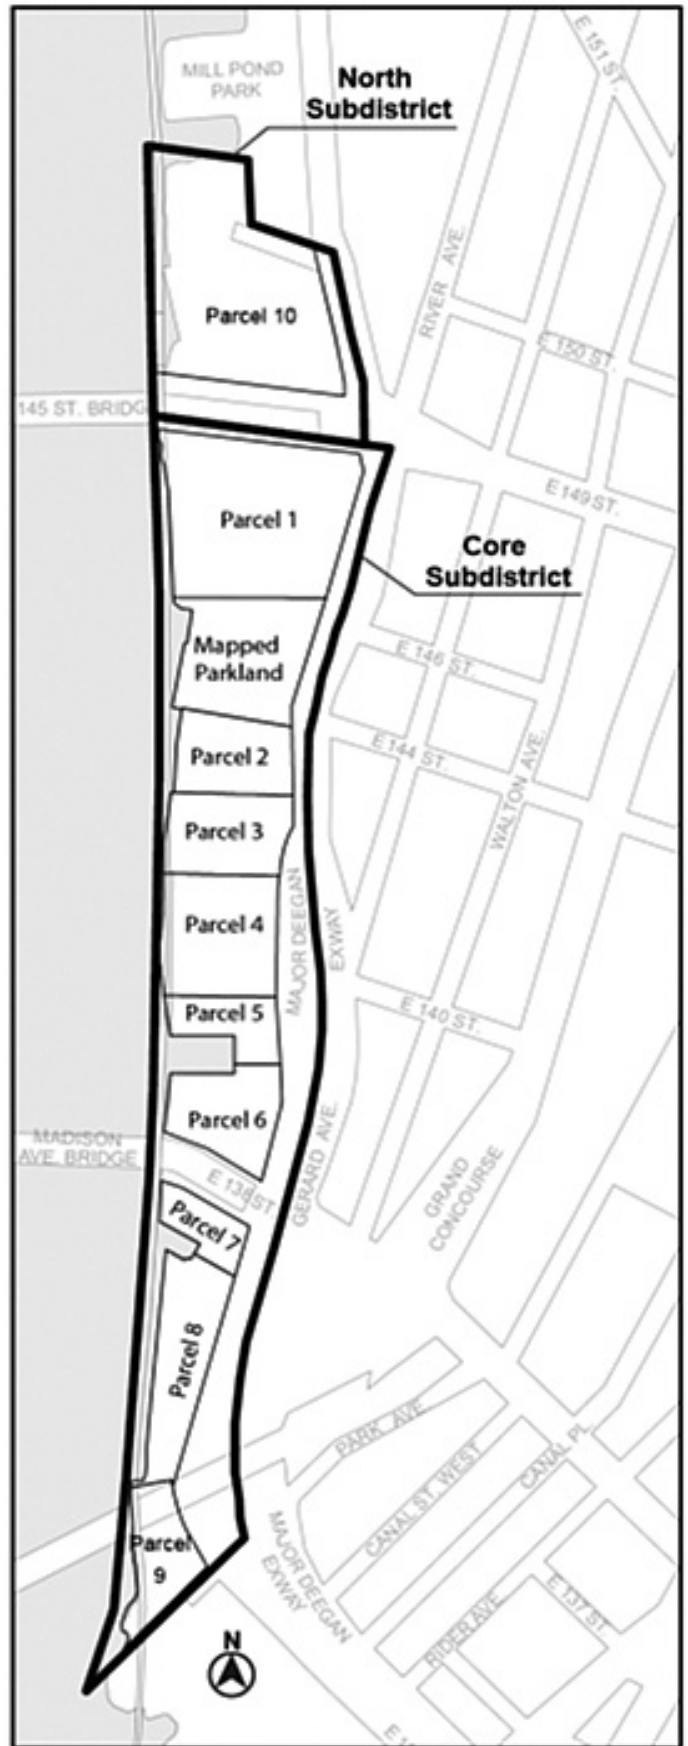 E 151 ST.
MILL POND
PARK
North
Subdistrict
RIVER AVE.
Parcel 10
E 150 ST.
145 ST. BRIDG
E 149 ST.
Parcel 1
Core
Subdistrict
Mapped
Parkland
E 146 ST.
Parcel 2
E 144 ST.
WALTON AVE.
Parcel 3
MAJOR DEEGAN
EXWAY
Parcel 4
Parcel 5
E 140 ST.
Parcel 6
GERARD AVE.
MADISON
AVE. BRIDGE
E 138 ST
GRAND
CONCOURSE
Parcel 7
Parcel 8
PARK AVE
CANAL ST. WEST
CANAL PL.
Parcel
9
MAJOR DEEGAN
EXWAY
RIDER AVE
E 137 ST.
N